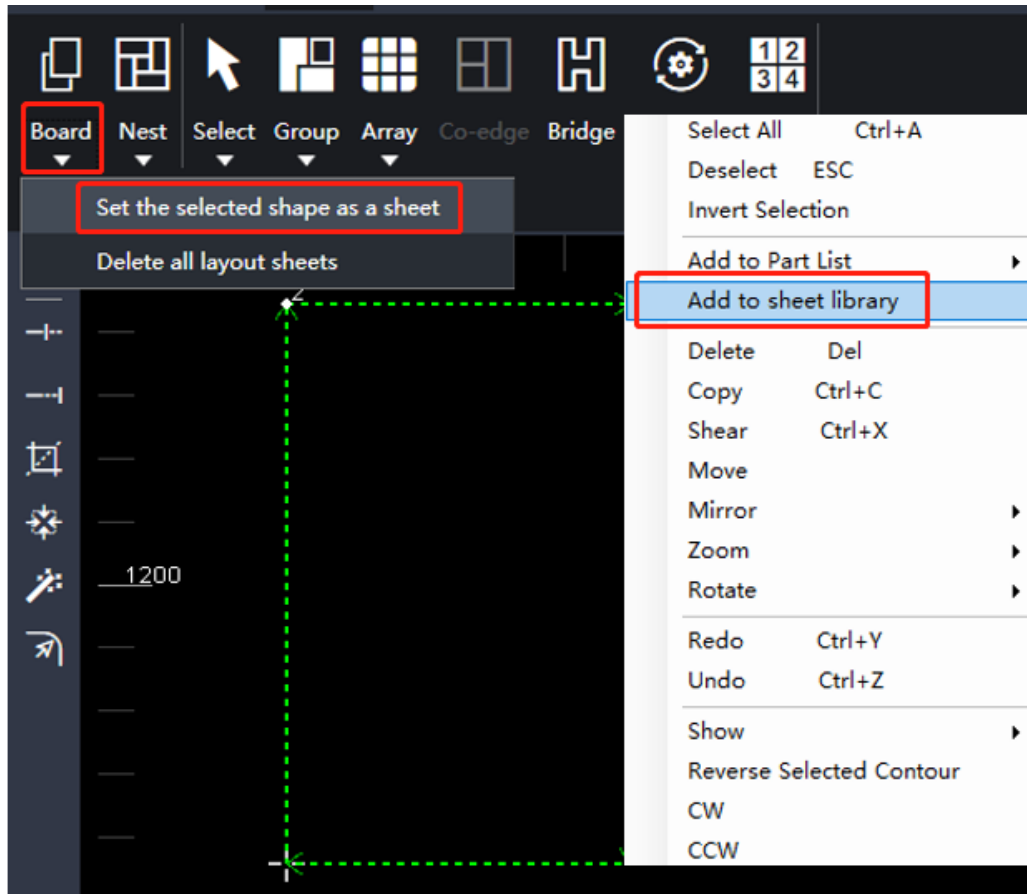 1 2
3 4
Board Nest Select Group Array Co-edge Bridge
Set the selected shape as a sheet
Delete all layout sheets
2
1200
Select All Ctrl+A
Deselect ESC
Invert Selection
Add to Part List
Add to sheet library
Delete Del
Copy Ctrl+C
Shear Ctrl+X
Move
Mirror
Zoom
Rotate
Redo Ctrl+Y
Undo Ctrl+Z
Show
Reverse Selected Contour
CW
CCW